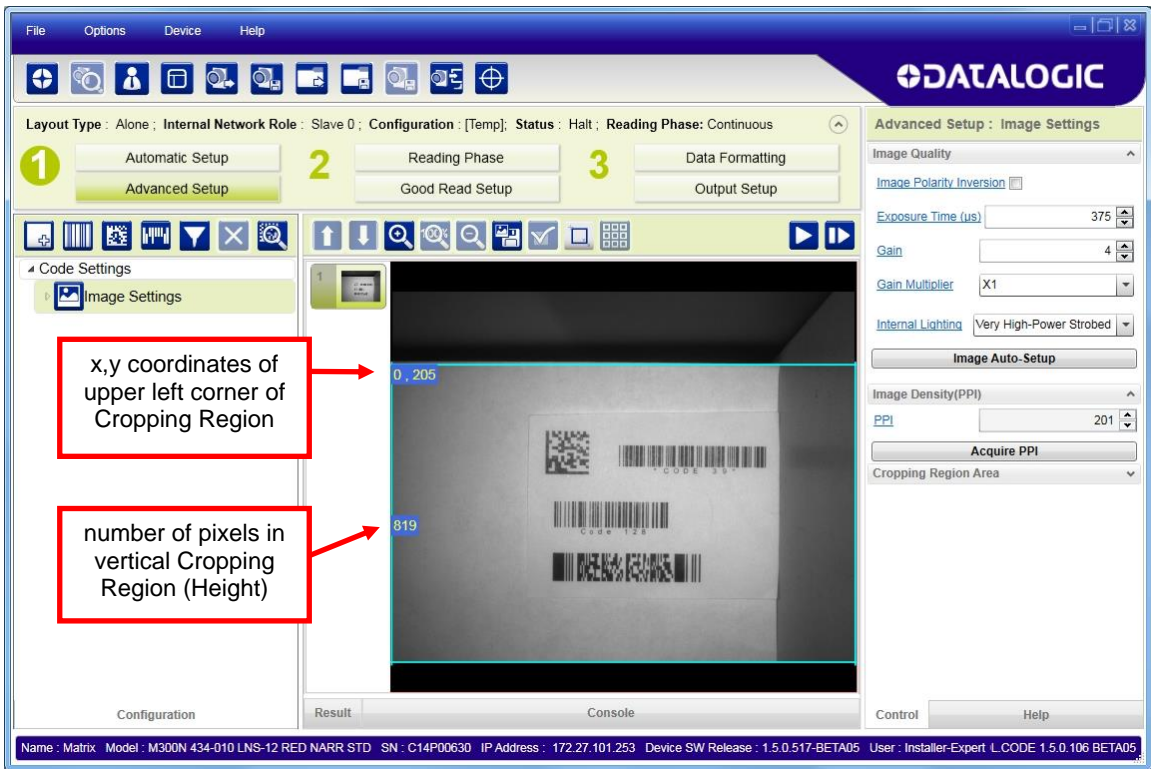 File Options Device Help
DATALOGIC
Layout Type : Alone ; Internal Network Role : Slave 0 ; Configuration : [Temp]; Status : Halt ; Reading Phase: Continuous
1 Automatic Setup
Advanced Setup
2 Reading Phase
Good Read Setup
3 Data Formatting
Output Setup
Code Settings
Image Settings
x,y coordinates of
upper left corner of
Cropping Region
number of pixels in
vertical Cropping
Region (Height)
Configuration
100%
1
0 , 205
819
*CODE 39*
Code 128
Result Console
Advanced Setup : Image Settings
Image Quality
Image Polarity Inversion
Exposure Time (µs) 375
Gain 4
Gain Multiplier X1
Internal Lighting Very High-Power Strobed
Image Auto-Setup
Image Density(PPI)
PPI 201
Acquire PPI
Cropping Region Area
Control Help
Name : Matrix Model : M300N 434-010 LNS-12 RED NARR STD SN : C14P00630 IP Address : 172.27.101.253 Device SW Release : 1.5.0.517-BETA05 User : Installer-Expert L.CODE 1.5.0.106 BETA05